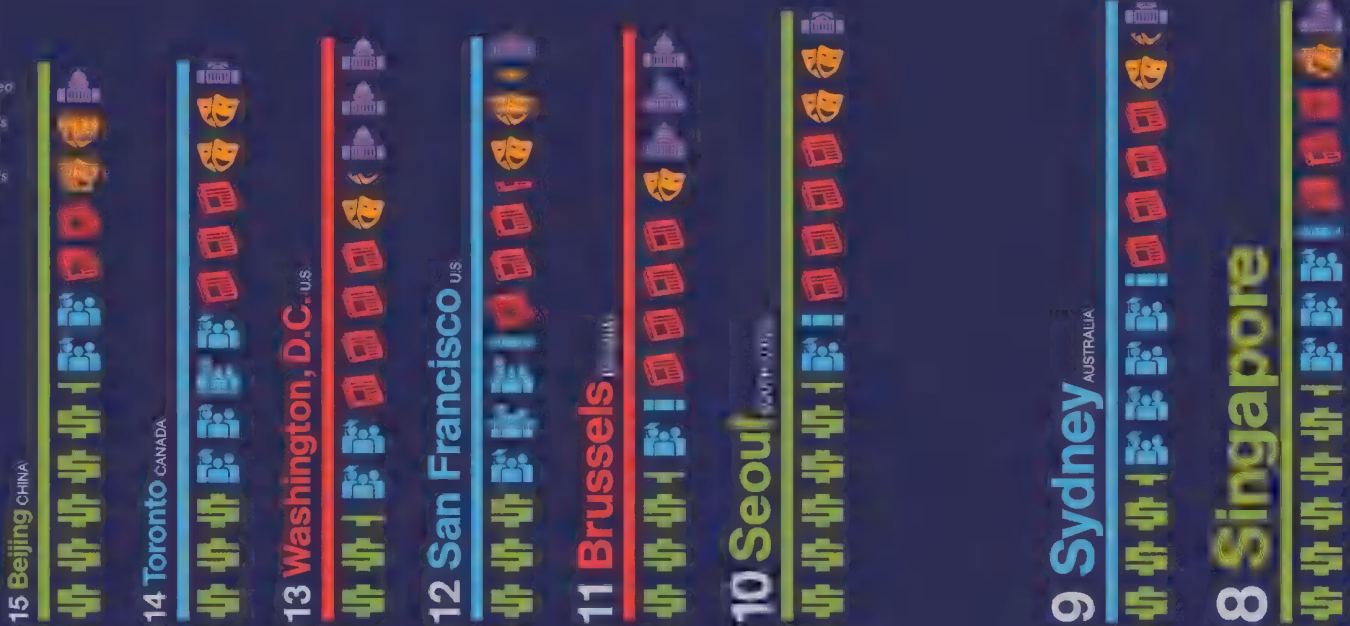 15 Beijing CHINA
14 Toronto CANADA
13 Washington, D.C. U.S.
12 San Francisco U.S.
11 Brussels
10 Seoul
9 Sydney AUSTRALIA
8 Singapore